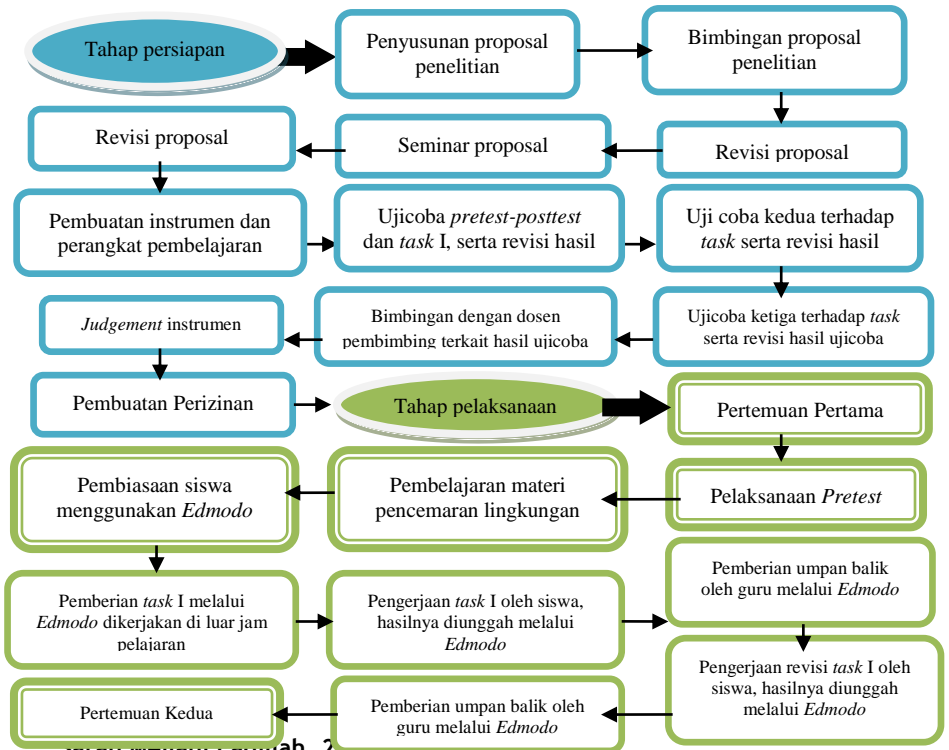 Tahap persiapan
Penyusunan proposal
penelitian
Bimbingan proposal
penelitian
Revisi proposal
Seminar proposal
Revisi proposal
Pembuatan instrumen dan
perangkat pembelajaran
Ujicoba pretest-posttest
dan task I, serta revisi hasil
Uji coba kedua terhadap
task serta revisi hasil
Ujicoba ketiga terhadap task
serta revisi hasil ujicoba
Bimbingan dengan dosen
pembimbing terkait hasil ujicoba
Judgement instrumen
Pembuatan Perizinan
Tahap pelaksanaan
Pertemuan Pertama
Pelaksanaan Pretest
Pembelajaran materi
pencemaran lingkungan
Pembiasaan siswa
menggunakan Edmodo
Pemberian task I melalui
Edmodo dikerjakan di luar jam
pelajaran
Pengerjaan task I oleh siswa,
hasilnya diunggah melalui
Edmodo
Pemberian umpan balik
oleh guru melalui Edmodo
Pengerjaan revisi task I oleh
siswa, hasilnya diunggah
melalui Edmodo
Pemberian umpan balik oleh
guru melalui Edmodo
Pertemuan Kedua